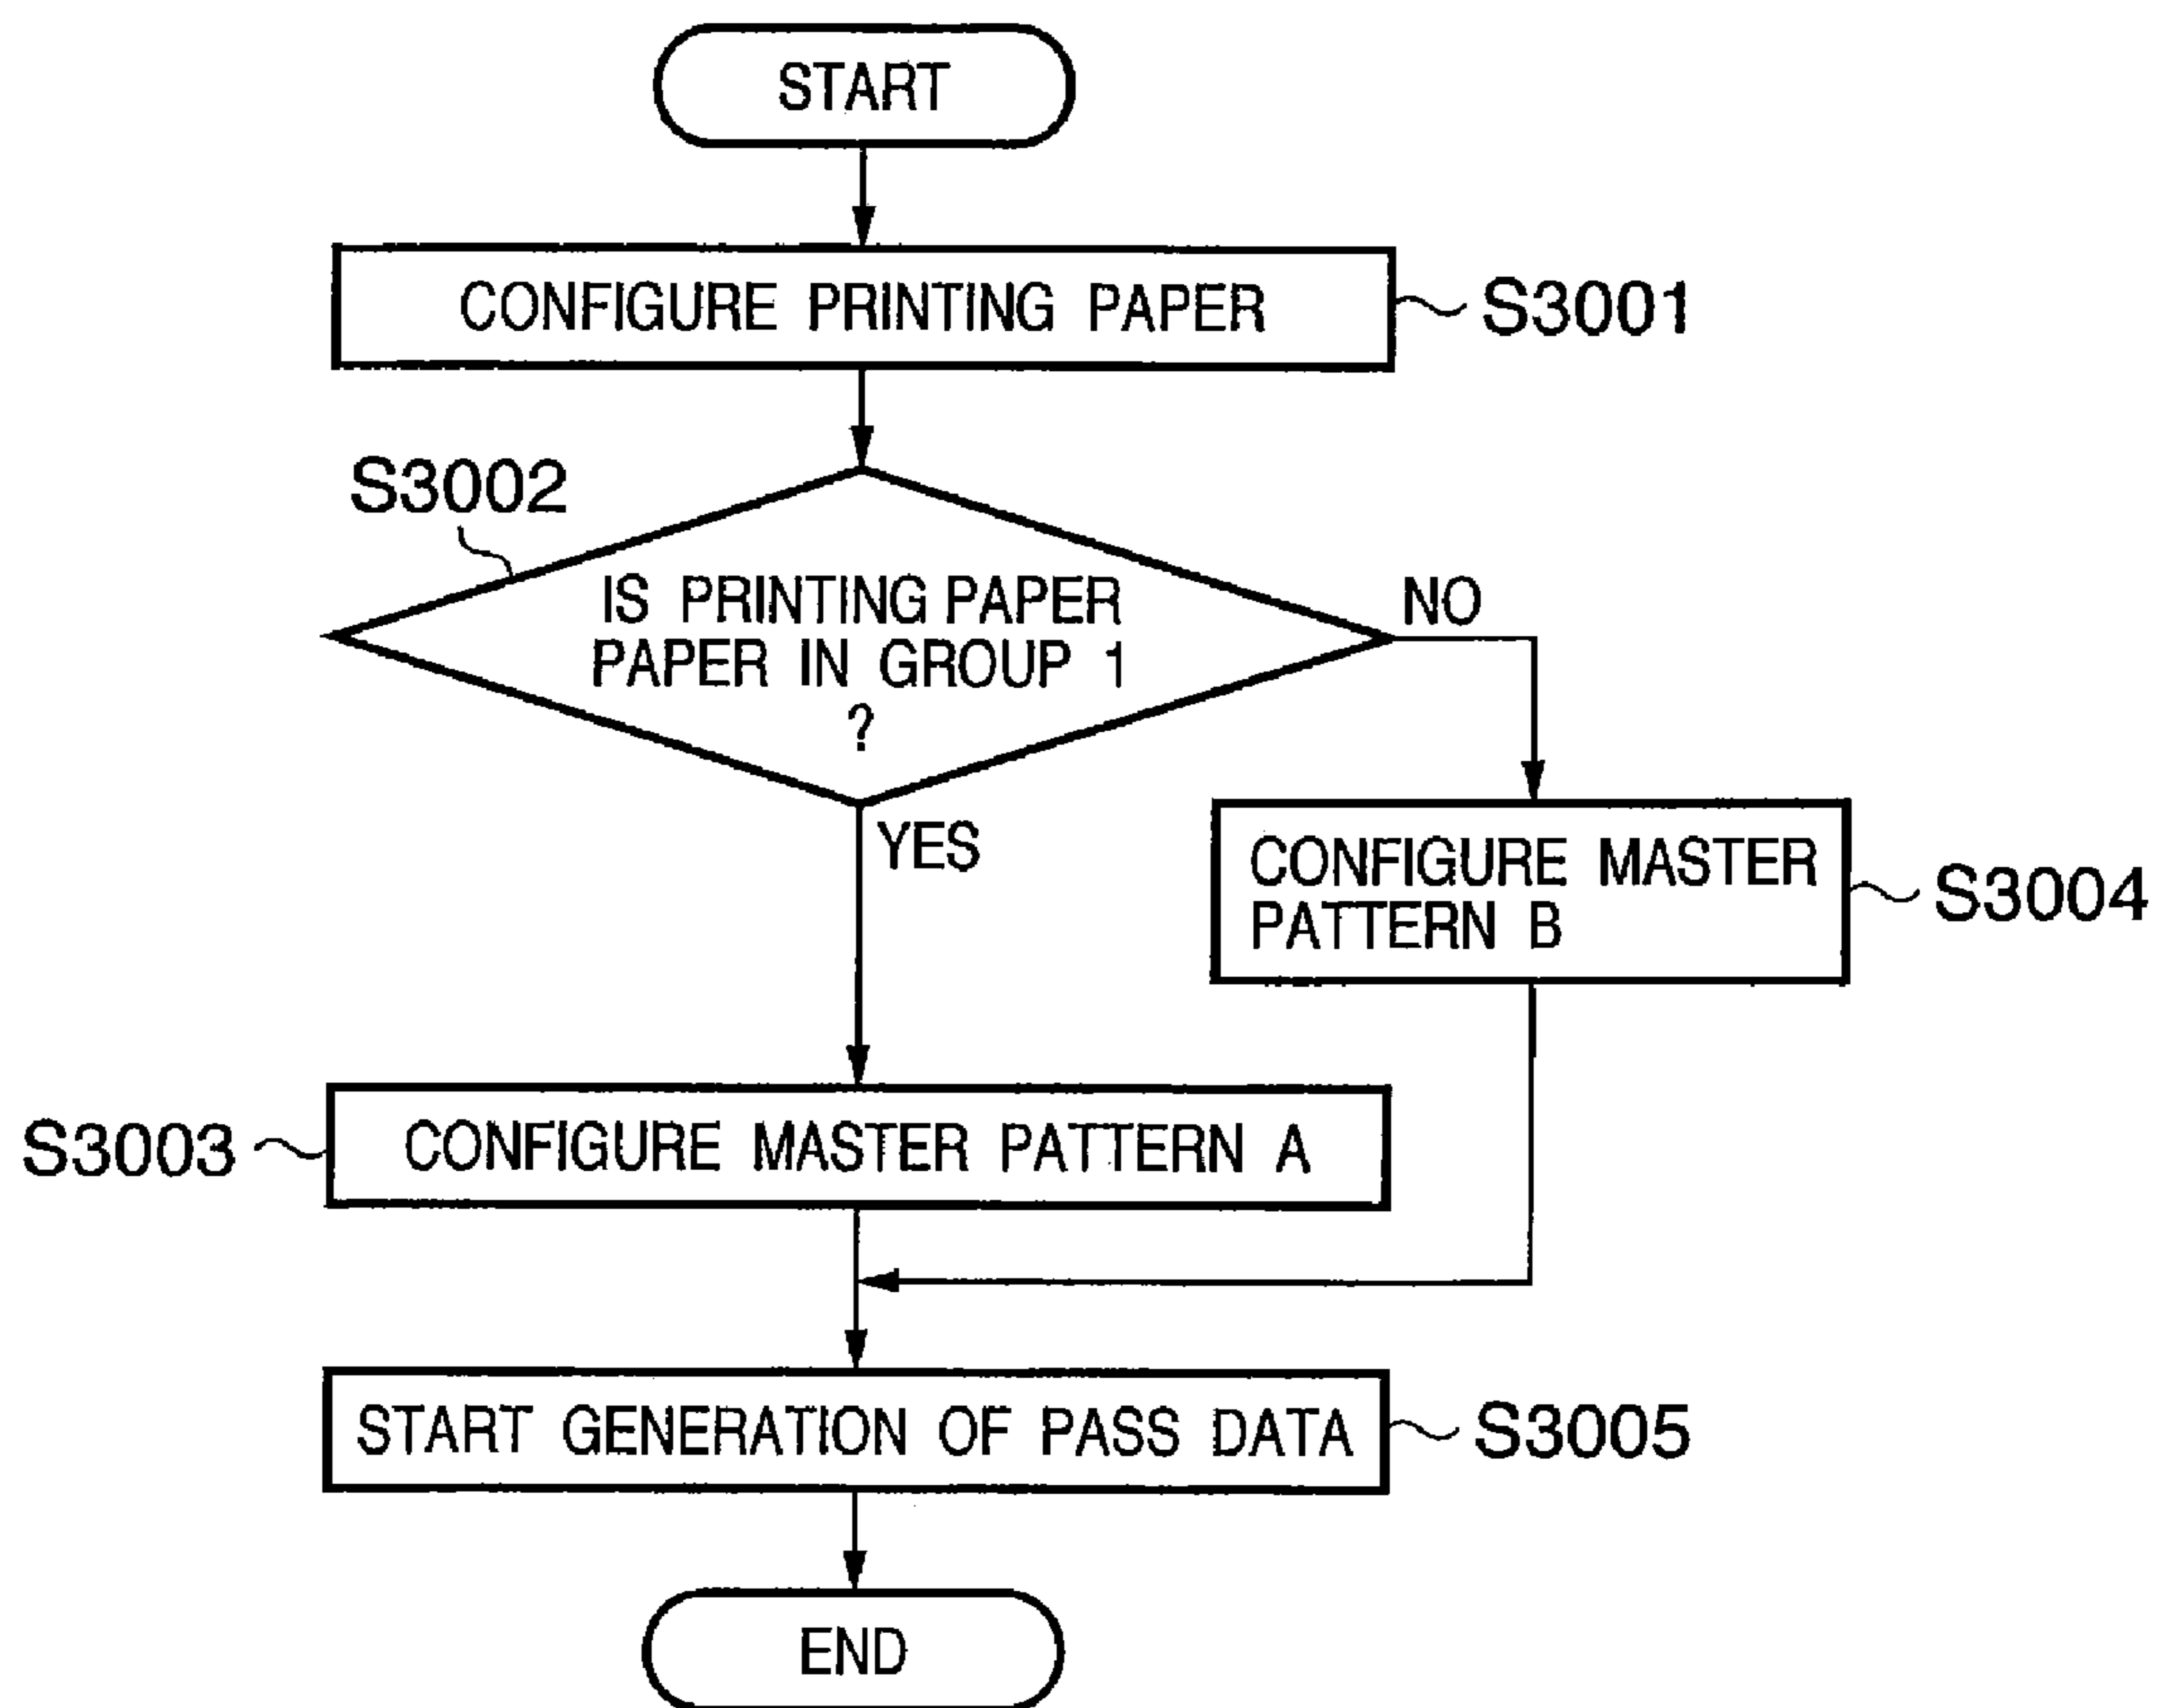 START
CONFIGURE PRINTING PAPER
S3001
S3002
IS PRINTING PAPER
PAPER IN GROUP 1
?
NO
YES
CONFIGURE MASTER
PATTERN B
S3004
S3003
CONFIGURE MASTER PATTERN A
START GENERATION OF PASS DATA
S3005
END